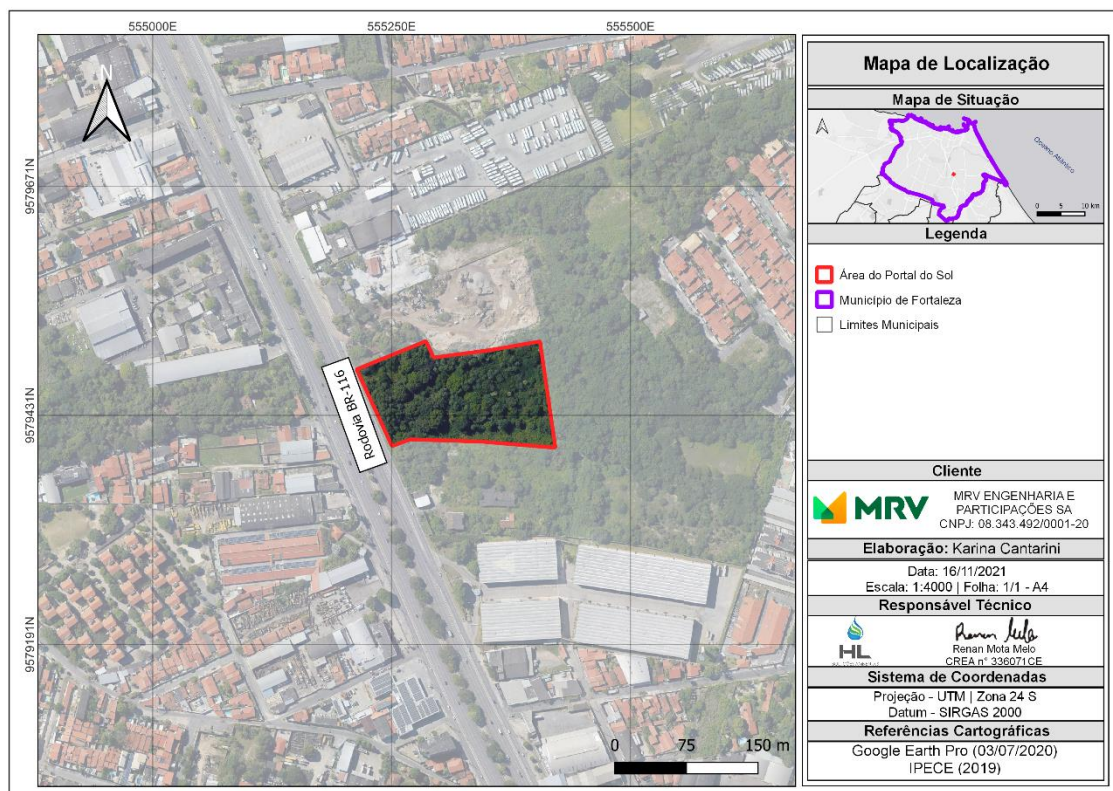 555000E 555250E 555500E
N
9579671N
9579431N
9579191N
Rodovia BR-116
0 75 150 m
Mapa de Localização
Mapa de Situação
Oceano Atlântico
0 5 10 km
Legenda
Área do Portal do Sol
Município de Fortaleza
Limites Municipais
Cliente
MRV
MRV ENGENHARIA E
PARTICIPAÇÕES SA
CNPJ: 08.343.492/0001-20
Elaboração: Karina Cantarini
Data: 16/11/2021
Escala: 1:4000 | Folha: 1/1 - A4
Responsável Técnico
HL
Renan Mota Melo
CREA n° 336071CE
Sistema de Coordenadas
Projeção - UTM | Zona 24 S
Datum - SIRGAS 2000
Referências Cartográficas
Google Earth Pro (03/07/2020)
IPECE (2019)